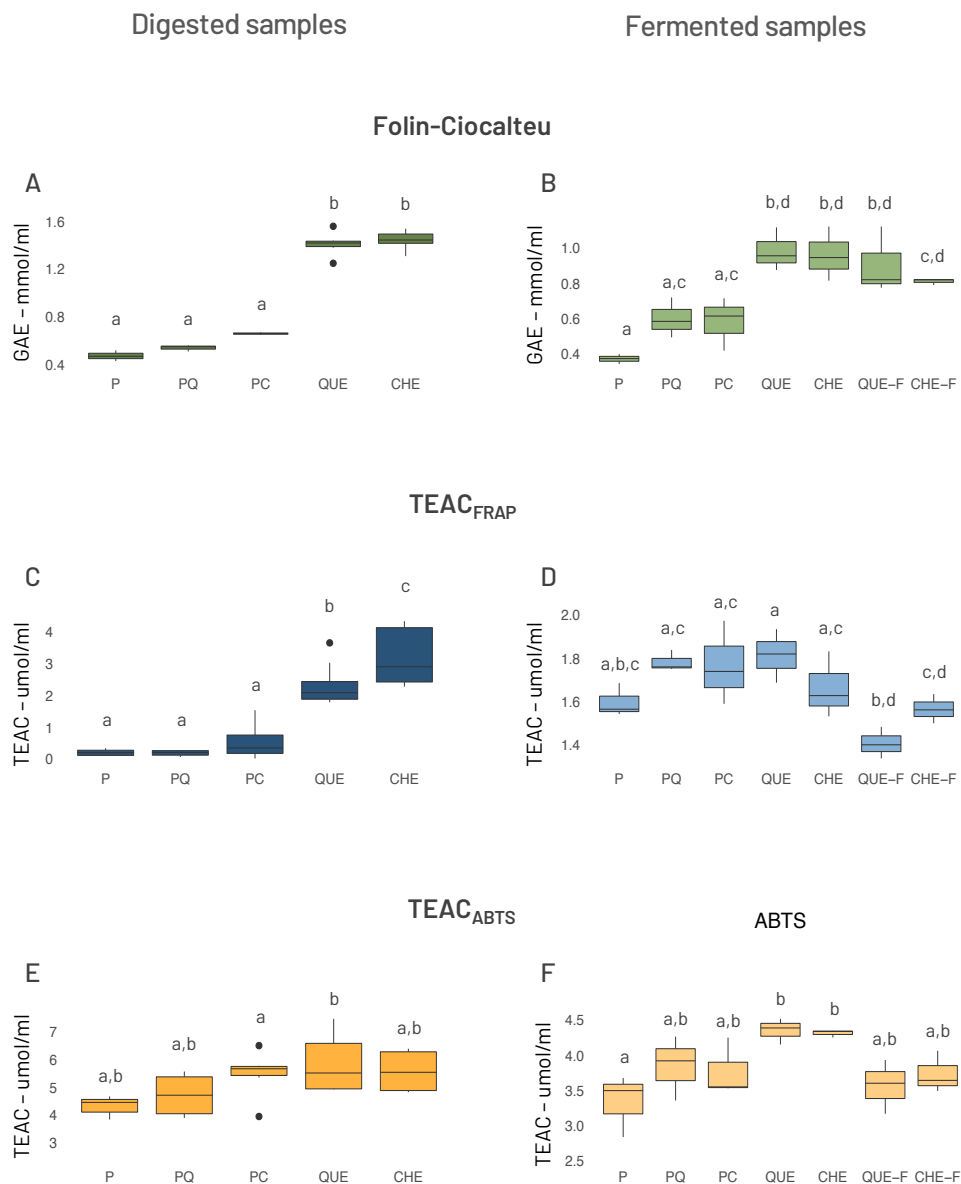 Digested samples
Fermented samples
Folin-Ciocalteu
A
GAE – mmol/ml
1.6
1.2
0.8
0.4
a
a
a
b
b
P PQ PC QUE CHE
B
GAE – mmol/ml
1.0
0.8
0.6
0.4
a
a,c
a,c
b,d
b,d
b,d
c,d
P PQ PC QUE CHE QUE–F CHE–F
TEAC FRAP
C
TEAC – umol/ml
4
3
2
1
0
a
a
a
b
c
P PQ PC QUE CHE
D
TEAC – umol/ml
2.0
1.8
1.6
1.4
a,b,c
a,c
a,c
a
a,c
b,d
c,d
P PQ PC QUE CHE QUE–F CHE–F
TEAC ABTS
ABTS
E
TEAC – umol/ml
7
6
5
4
3
a,b
a,b
a
b
a,b
P PQ PC QUE CHE
F
TEAC – umol/ml
4.5
4.0
3.5
3.0
2.5
a
a,b
a,b
b
b
a,b
a,b
P PQ PC QUE CHE QUE–F CHE–F